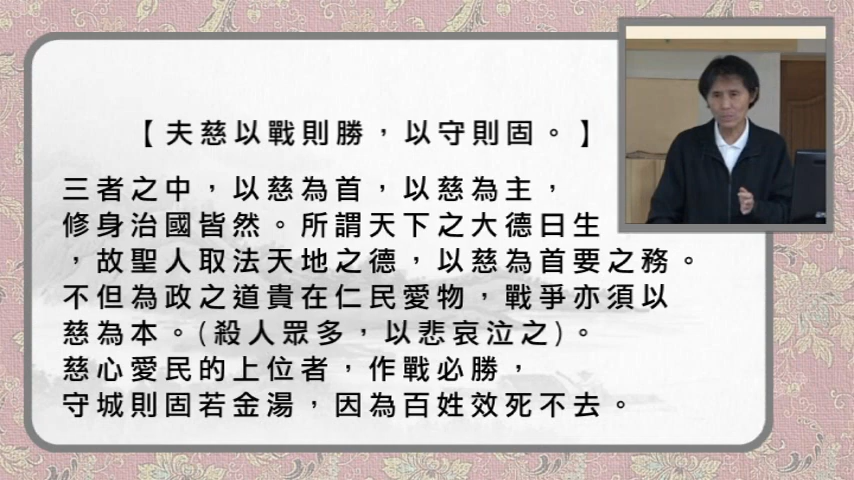 【夫慈以戰則勝，以守則固。】
三者之中，以慈為首，以慈為主，
修身治國皆然。所謂天下之大德日生
，故聖人取法天地之德，以慈為首要之務。
不但為政之道貴在仁民愛物，戰爭亦須以
慈為本。(殺人眾多，以悲哀泣之)。
慈心愛民的上位者，作戰必勝，
守城則固若金湯，因為百姓效死不去。